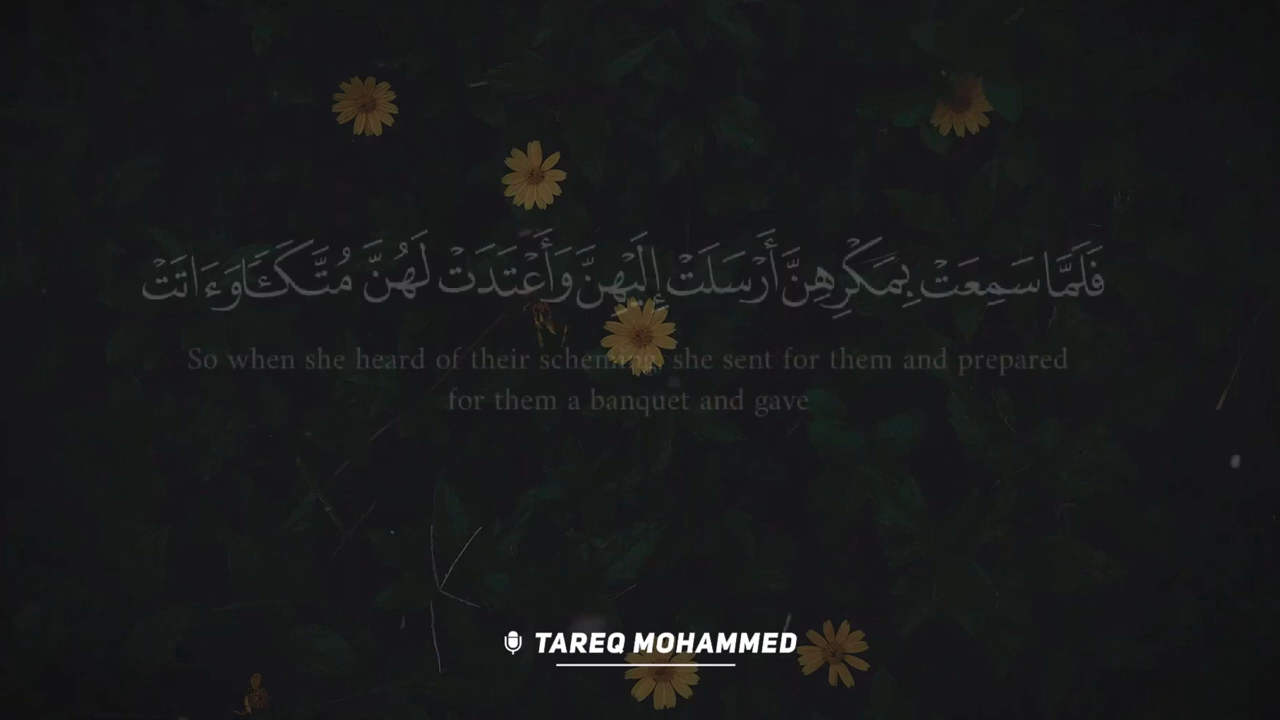 فَلَمَّا سَمِعَتْ بِمَكْرِهِنَّ أَرْسَلَتْ إِلَيْهِنَّ وَأَعْتَدَتْ لَهُنَّ مُتَّكَـًٔا وَءَاتَتْ
So when she heard of their scheming, she sent for them and prepared
for them a banquet and gave
TAREQ MOHAMMED